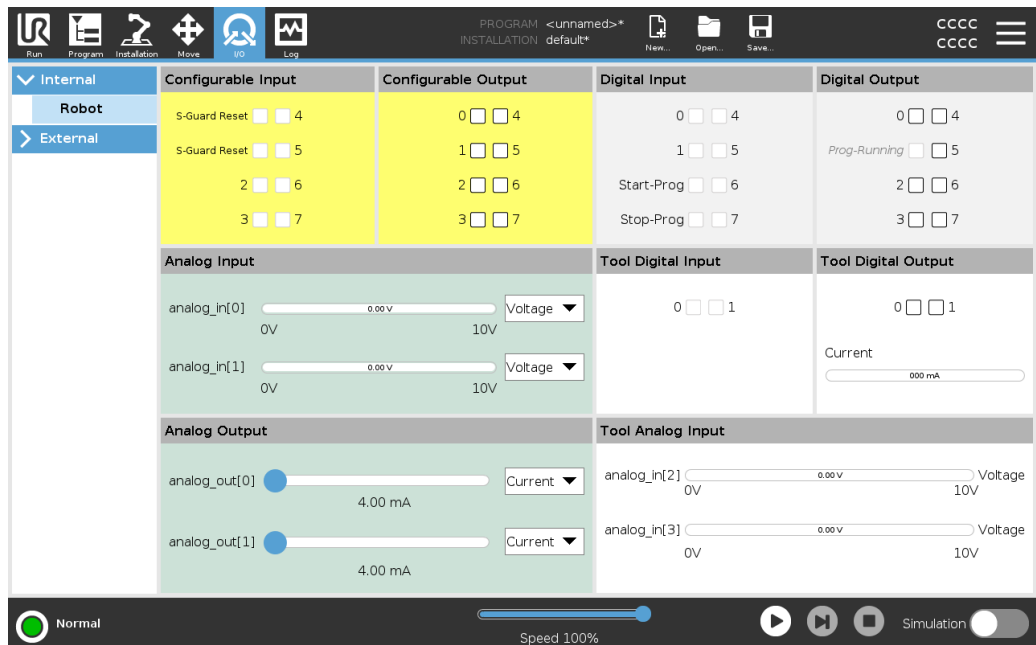 PROGRAM <unnamed>*
INSTALLATION default*
CCCC
CCCC
Run Program Installation Move I/O Log New... Open... Save...
Internal
Robot
External
Configurable Input
S-Guard Reset 4
S-Guard Reset 5
2 6
3 7
Configurable Output
0 4
1 5
2 6
3 7
Digital Input
0 4
1 5
Start-Prog 6
Stop-Prog 7
Digital Output
0 4
Prog-Running 5
2 6
3 7
Analog Input
analog_in[0] 0.00 V Voltage
0V 10V
analog_in[1] 0.00 V Voltage
0V 10V
Tool Digital Input
0 1
Tool Digital Output
0 1
Current
000 mA
Analog Output
analog_out[0] Current
4.00 mA
analog_out[1] Current
4.00 mA
Tool Analog Input
analog_in[2] 0.00 V Voltage
0V 10V
analog_in[3] 0.00 V Voltage
0V 10V
Normal
Speed 100%
Simulation